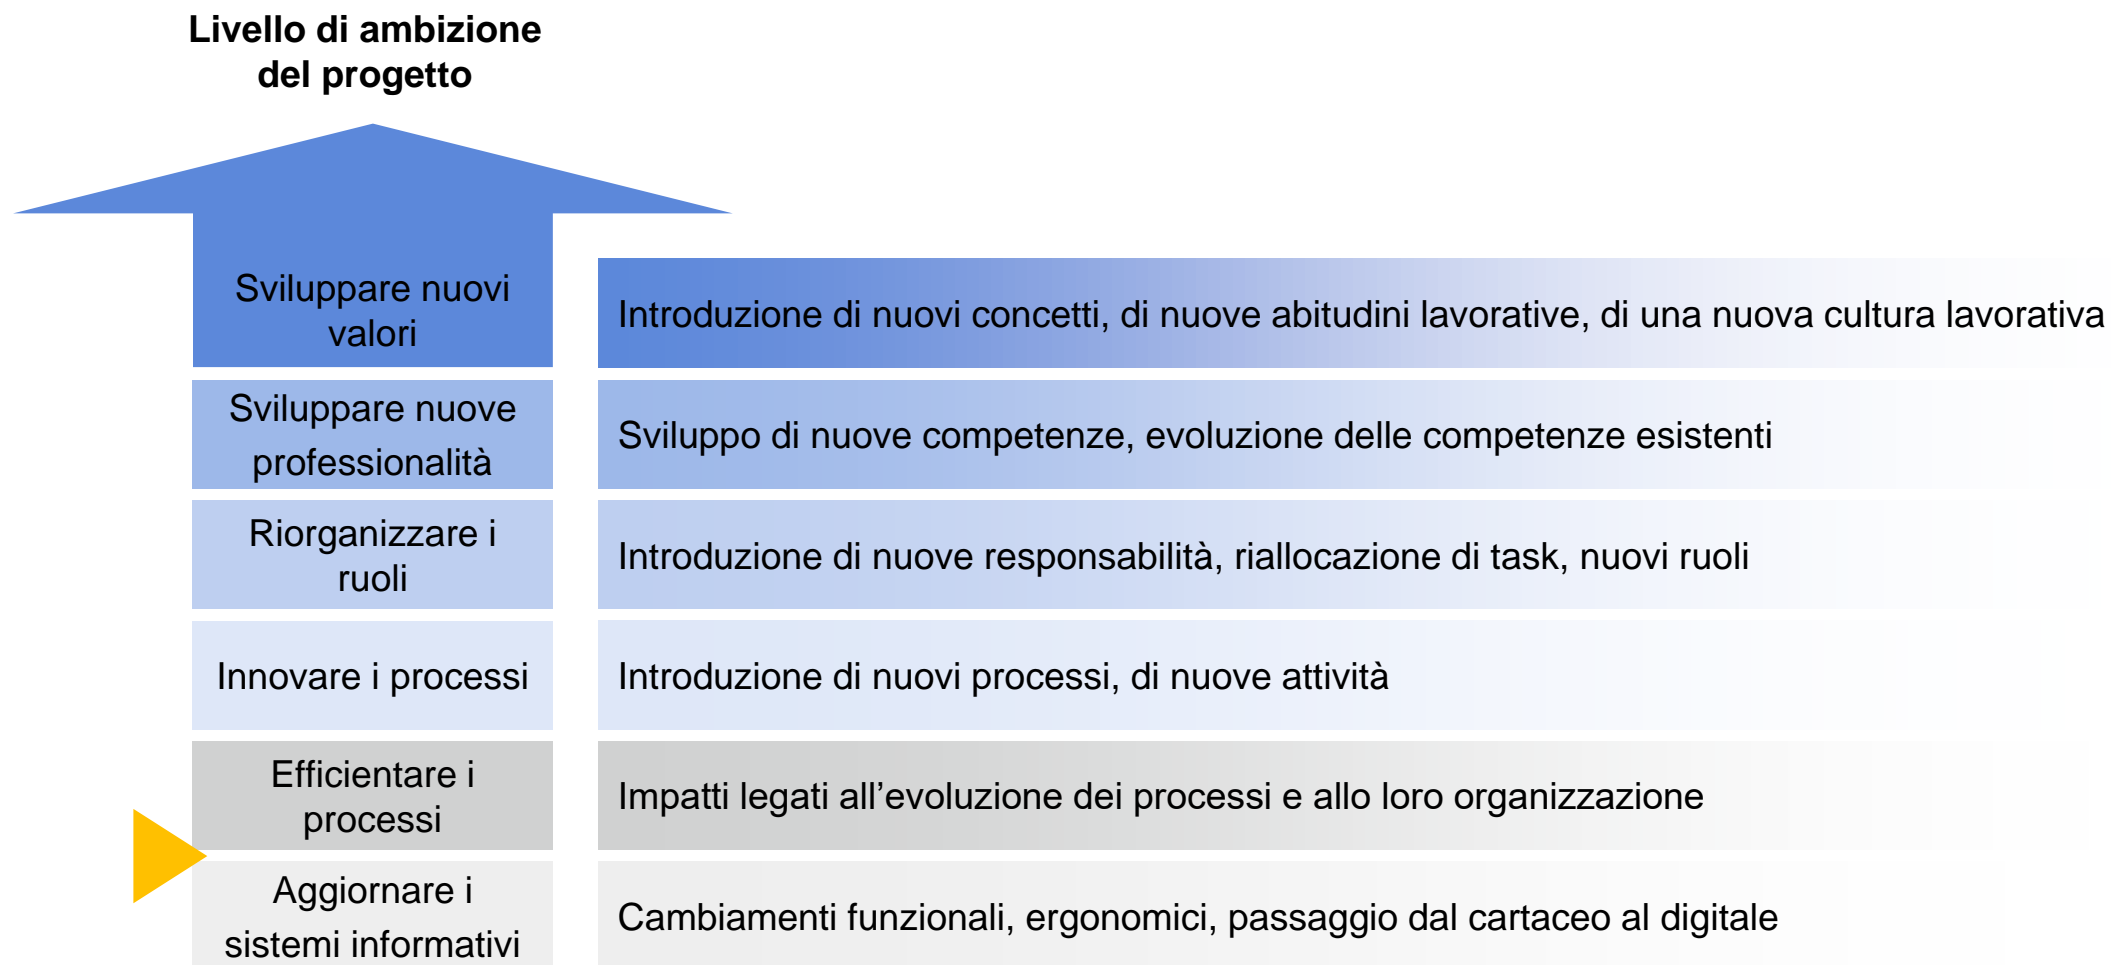 Livello di ambizione
del progetto
Sviluppare nuovi
valori
Introduzione di nuovi concetti, di nuove abitudini lavorative, di una nuova cultura lavorativa
Sviluppare nuove
professionalità
Sviluppo di nuove competenze, evoluzione delle competenze esistenti
Riorganizzare i
ruoli
Introduzione di nuove responsabilità, riallocazione di task, nuovi ruoli
Innovare i processi
Introduzione di nuovi processi, di nuove attività
Efficientare i
processi
Impatti legati all’evoluzione dei processi e allo loro organizzazione
Aggiornare i
sistemi informativi
Cambiamenti funzionali, ergonomici, passaggio dal cartaceo al digitale